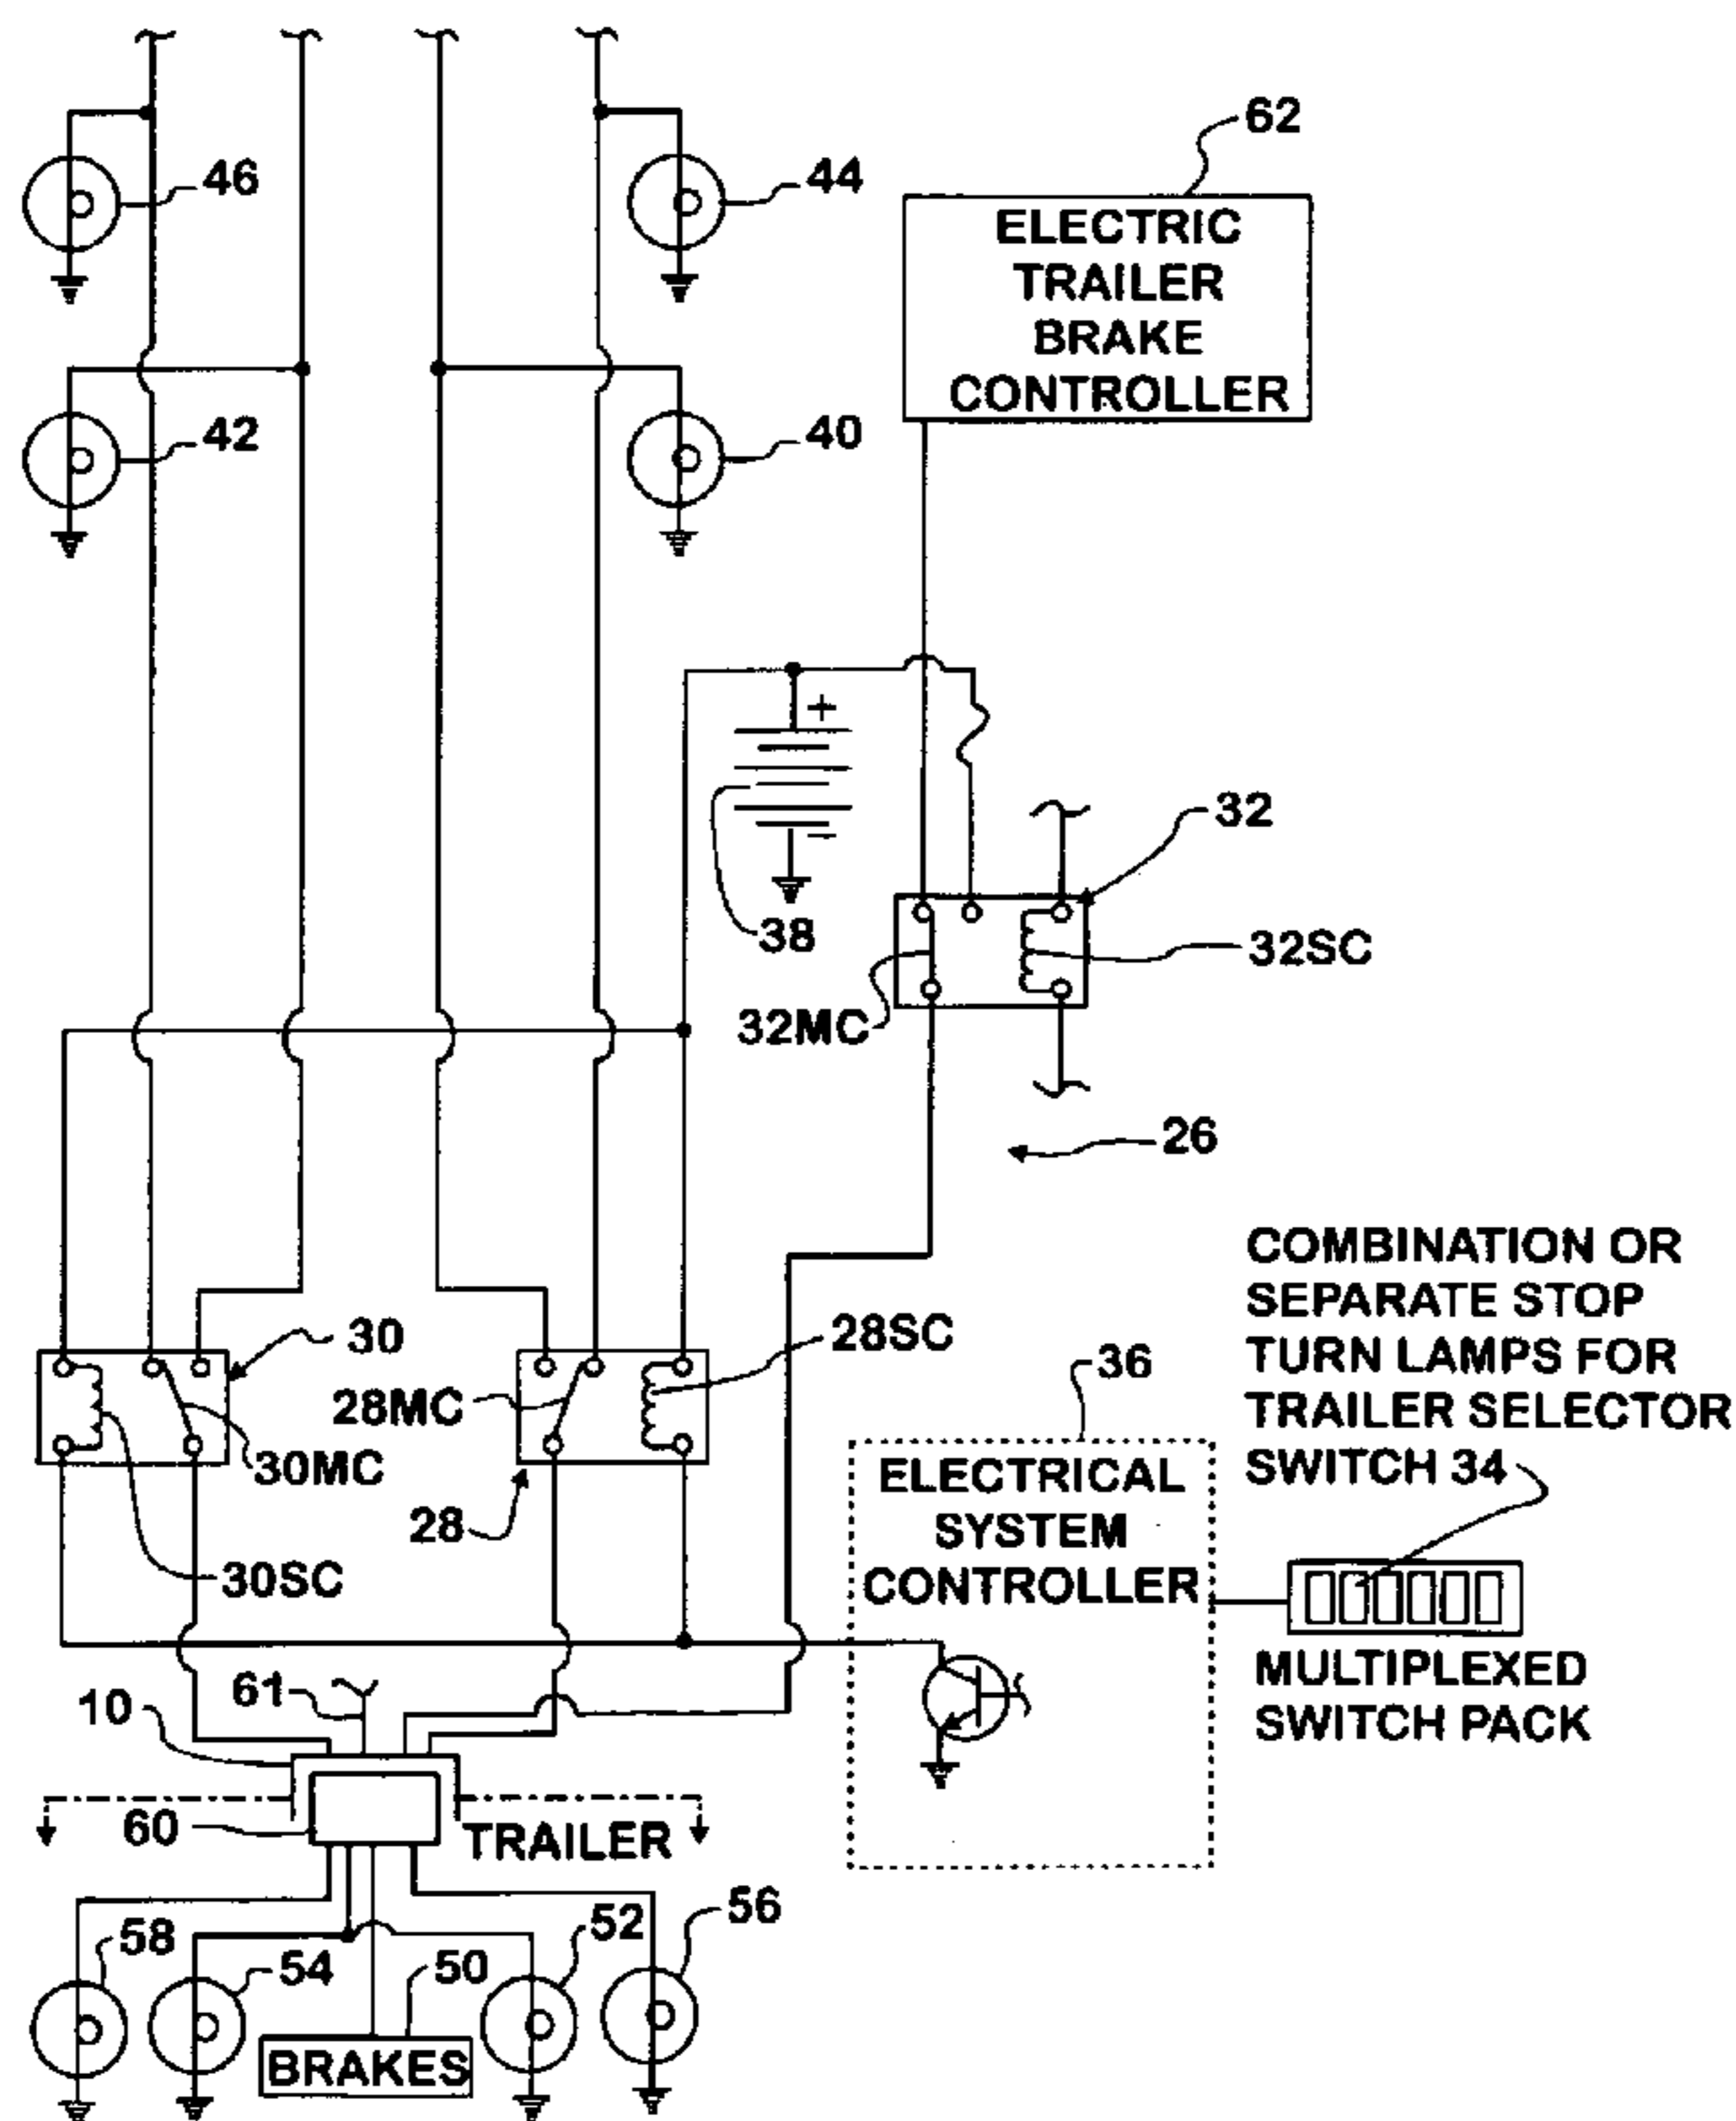 46
44
62
ELECTRIC
TRAILER
BRAKE
CONTROLLER
42
40
+
32
38
32SC
32MC
26
COMBINATION OR
SEPARATE STOP
TURN LAMPS FOR
TRAILER SELECTOR
SWITCH 34
30
28SC
36
28MC
30MC
28
30SC
ELECTRICAL
SYSTEM
CONTROLLER
MULTIPLEXED
SWITCH PACK
61
10
60
TRAILER
58
54
50
52
56
BRAKES